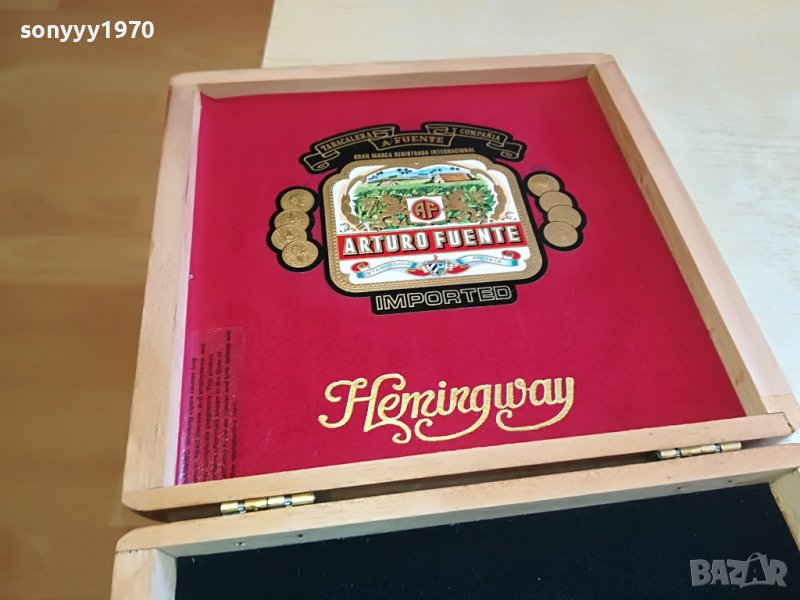 sonyyy1970
TABACALERA A. FUENTE Y COMPAÑIA
GRAN MARCA REGISTRADA INTERNACIONAL
AF
ARTURO FUENTE
IMPORTED
Hemingway
BAZAR